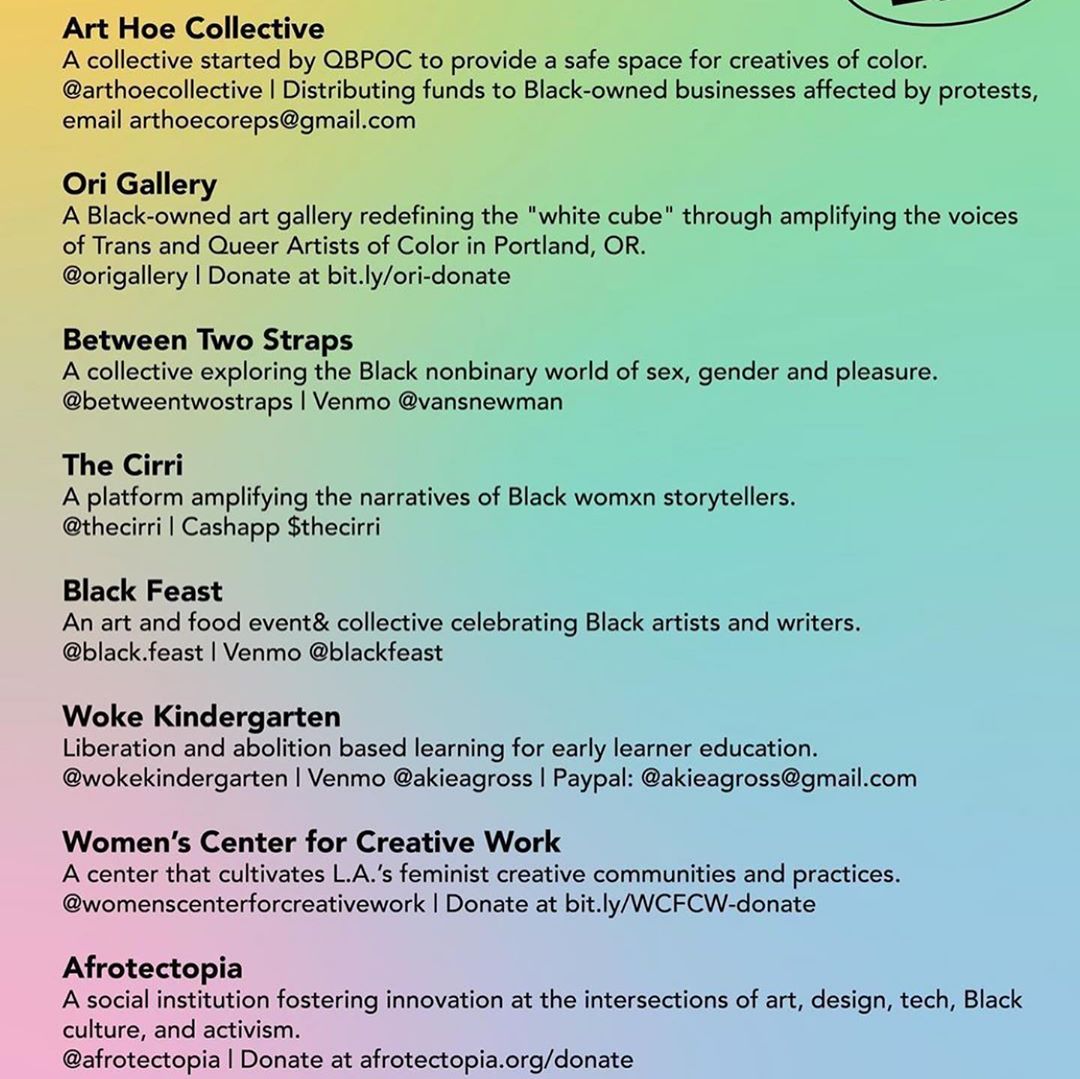 Art Hoe Collective
A collective started by QBPOC to provide a safe space for creatives of color.
@arthoecollective | Distributing funds to Black-owned businesses affected by protests,
email arthoecoreps@gmail.com
Ori Gallery
A Black-owned art gallery redefining the "white cube" through amplifying the voices
of Trans and Queer Artists of Color in Portland, OR.
@origallery | Donate at bit.ly/ori-donate
Between Two Straps
A collective exploring the Black nonbinary world of sex, gender and pleasure.
@betweentwostraps | Venmo @vansnewman
The Cirri
A platform amplifying the narratives of Black womxn storytellers.
@thecirri | Cashapp $thecirri
Black Feast
An art and food event& collective celebrating Black artists and writers.
@black.feast | Venmo @blackfeast
Woke Kindergarten
Liberation and abolition based learning for early learner education.
@wokekindergarten | Venmo @akieagross | Paypal: @akieagross@gmail.com
Women’s Center for Creative Work
A center that cultivates L.A.’s feminist creative communities and practices.
@womenscenterforcreativework | Donate at bit.ly/WCFCW-donate
Afrotectopia
A social institution fostering innovation at the intersections of art, design, tech, Black
culture, and activism.
@afrotectopia | Donate at afrotectopia.org/donate